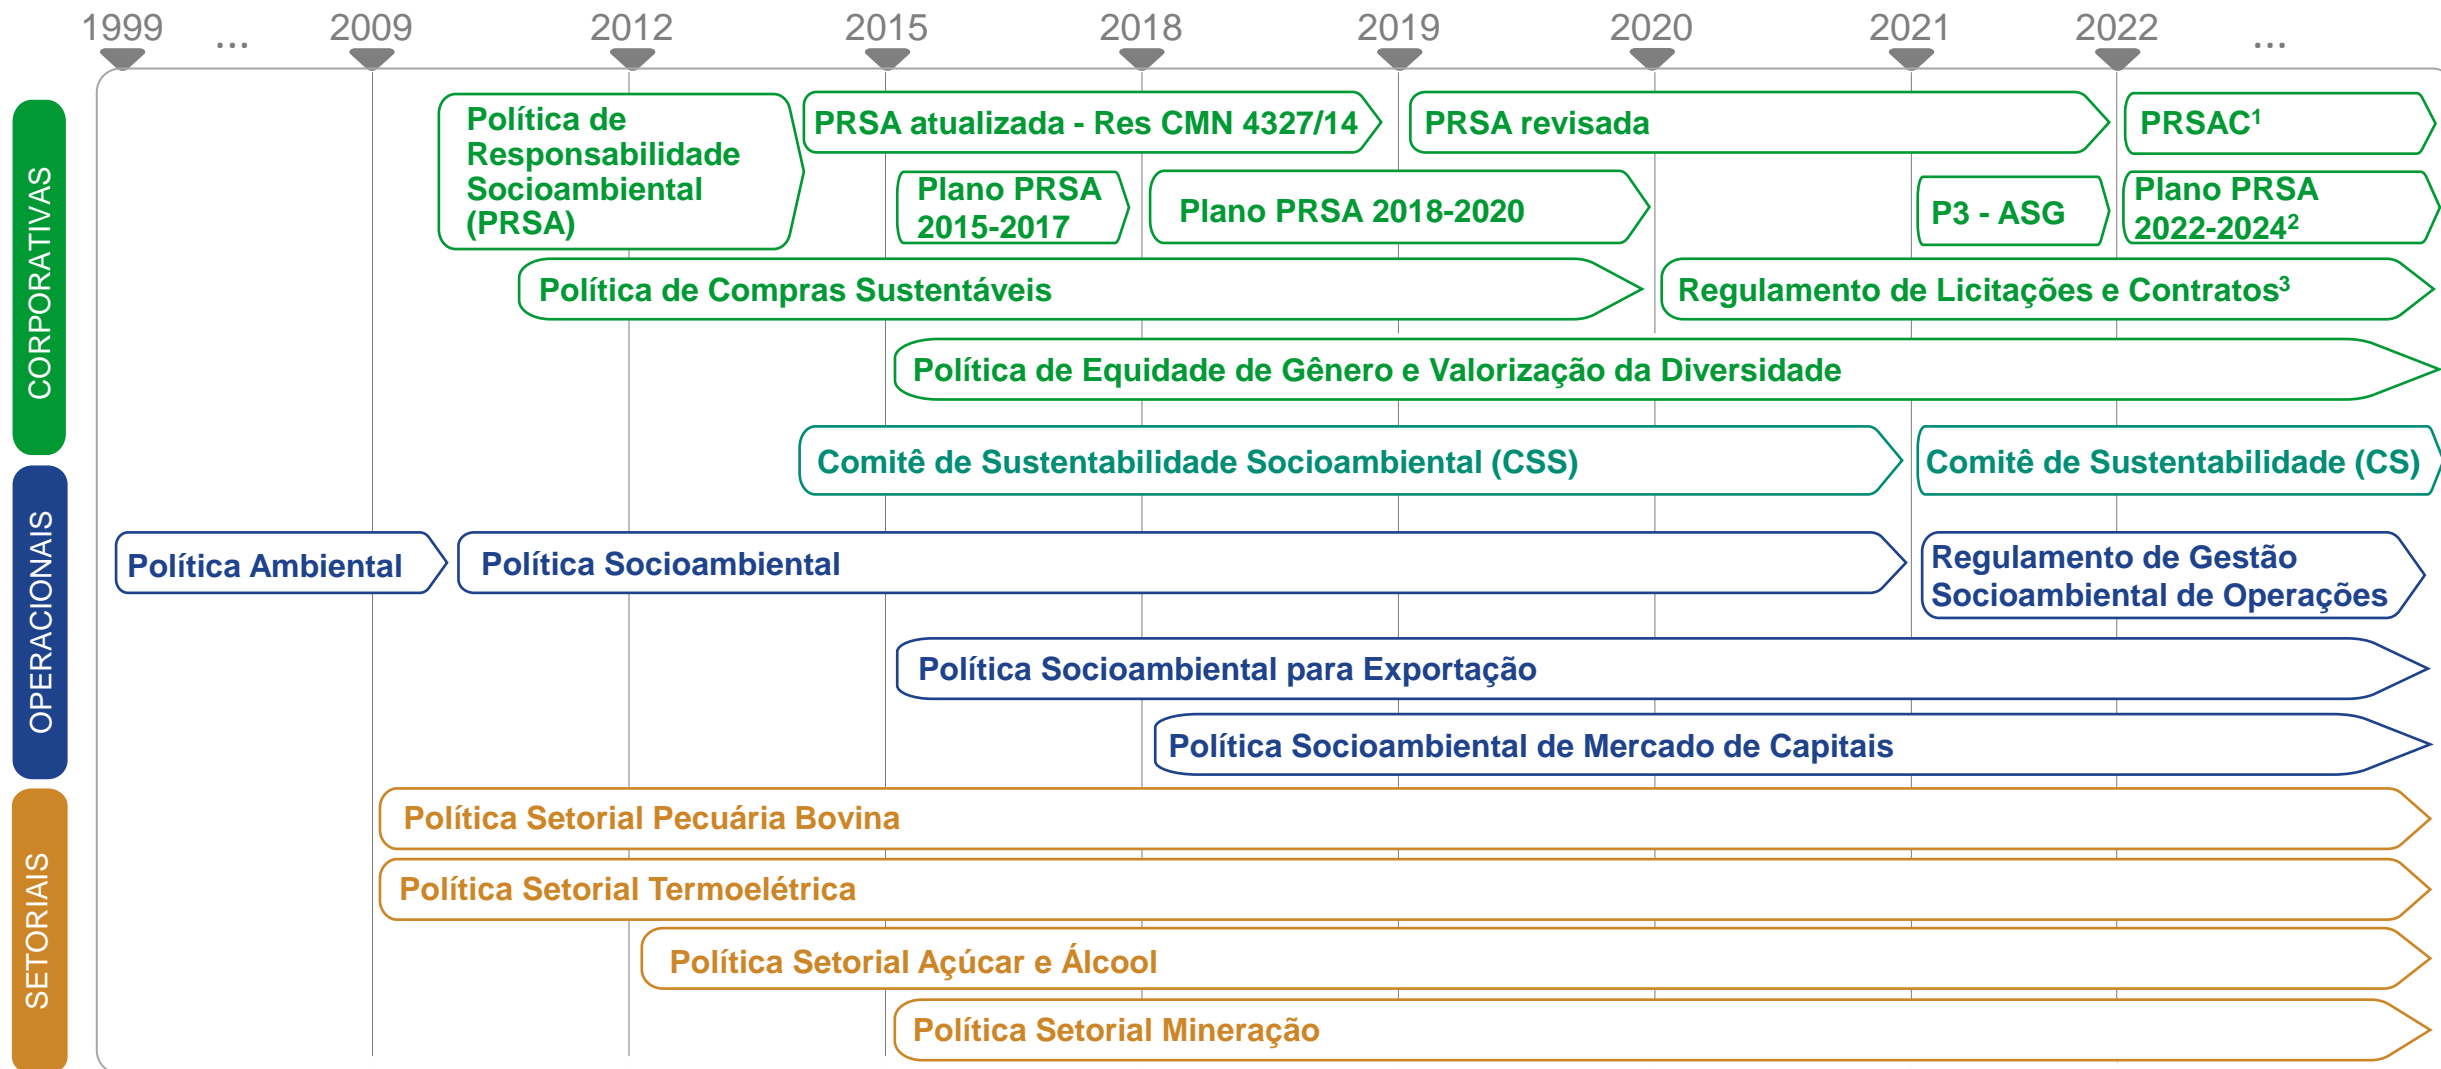 1999 ... 2009 2012 2015 2018 2019 2020 2021 2022 ...
CORPORATIVAS
Política de
Responsabilidade
Socioambiental
(PRSA)
PRSA atualizada - Res CMN 4327/14
PRSA revisada
PRSAC¹
Plano PRSA
2015-2017
Plano PRSA 2018-2020
P3 - ASG
Plano PRSA
2022-2024²
Política de Compras Sustentáveis
Regulamento de Licitações e Contratos³
Política de Equidade de Gênero e Valorização da Diversidade
Comitê de Sustentabilidade Socioambiental (CSS)
Comitê de Sustentabilidade (CS)
OPERACIONAIS
Política Ambiental
Política Socioambiental
Regulamento de Gestão
Socioambiental de Operações
Política Socioambiental para Exportação
Política Socioambiental de Mercado de Capitais
SETORIAIS
Política Setorial Pecuária Bovina
Política Setorial Termoelétrica
Política Setorial Açúcar e Álcool
Política Setorial Mineração